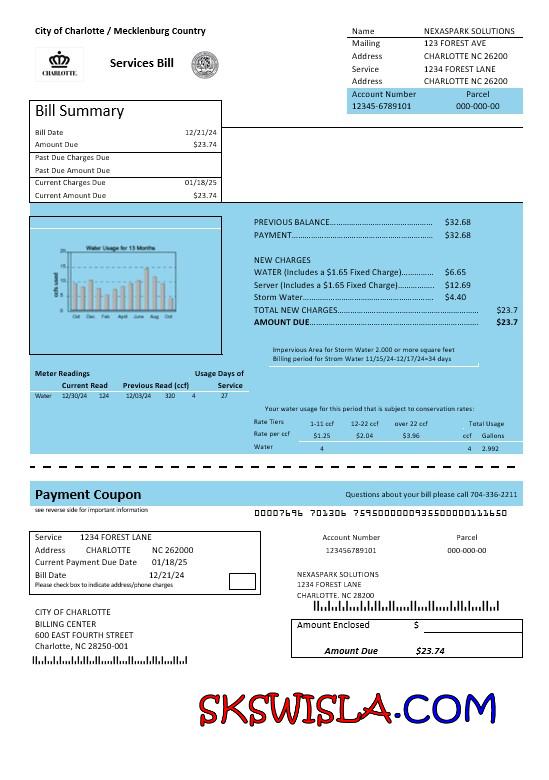 City of Charlotte / Mecklenburg Country
CHARLOTTE
Services Bill
Name NEXASPARK SOLUTIONS
Mailing 123 FOREST AVE
Address CHARLOTTE NC 26200
Service 1234 FOREST LANE
Address CHARLOTTE NC 26200
Account Number Parcel
12345-6789101 000-000-00
Bill Summary
Bill Date 12/21/24
Amount Due $23.74
Past Due Charges Due
Past Due Amount Due
Current Charges Due 01/18/25
Current Amount Due $23.74
Water Usage for 13 Months
ccfs used
20
15
10
5
0
Oct Dec Feb April June Aug Oct
PREVIOUS BALANCE $32.68
PAYMENT $32.68
NEW CHARGES
WATER (Includes a $1.65 Fixed Charge) $6.65
Server (Includes a $1.65 Fixed Charge) $12.69
Storm Water $4.40
TOTAL NEW CHARGES $23.7
AMOUNT DUE $23.7
Impervious Area for Storm Water 2.000 or more square feet
Billing period for Strom Water 11/15/24-12/17/24=34 days
Meter Readings Usage Days of
Current Read Previous Read (ccf) Service
Water 12/30/24 124 12/03/24 320 4 27
Your water usage for this period that is subject to conservation rates:
Rate Tiers 1-11 ccf 12-22 ccf over 22 ccf Total Usage
Rate per ccf $1.25 $2.04 $3.96 ccf Gallons
Water 4 4 2.992
Payment Coupon
Questions about your bill please call 704-336-2211
see reverse side for important information
00007696 701306 75950000000935500000111650
Service 1234 FOREST LANE
Address CHARLOTTE NC 262000
Current Payment Due Date 01/18/25
Bill Date 12/21/24
Please check box to indicate address/phone charges
Account Number Parcel
123456789101 000-000-00
NEXASPARK SOLUTIONS
1234 FOREST LANE
CHARLOTTE. NC 28200
CITY OF CHARLOTTE
BILLING CENTER
600 EAST FOURTH STREET
Charlotte, NC 28250-001
Amount Enclosed $
Amount Due $23.74
SKSWISLA.COM